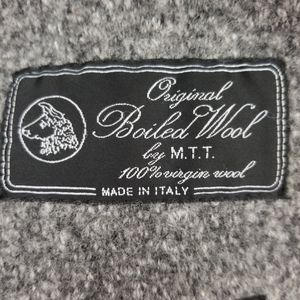 Original
Boiled Wool
by M.T.T.
100% virgin wool
MADE IN ITALY